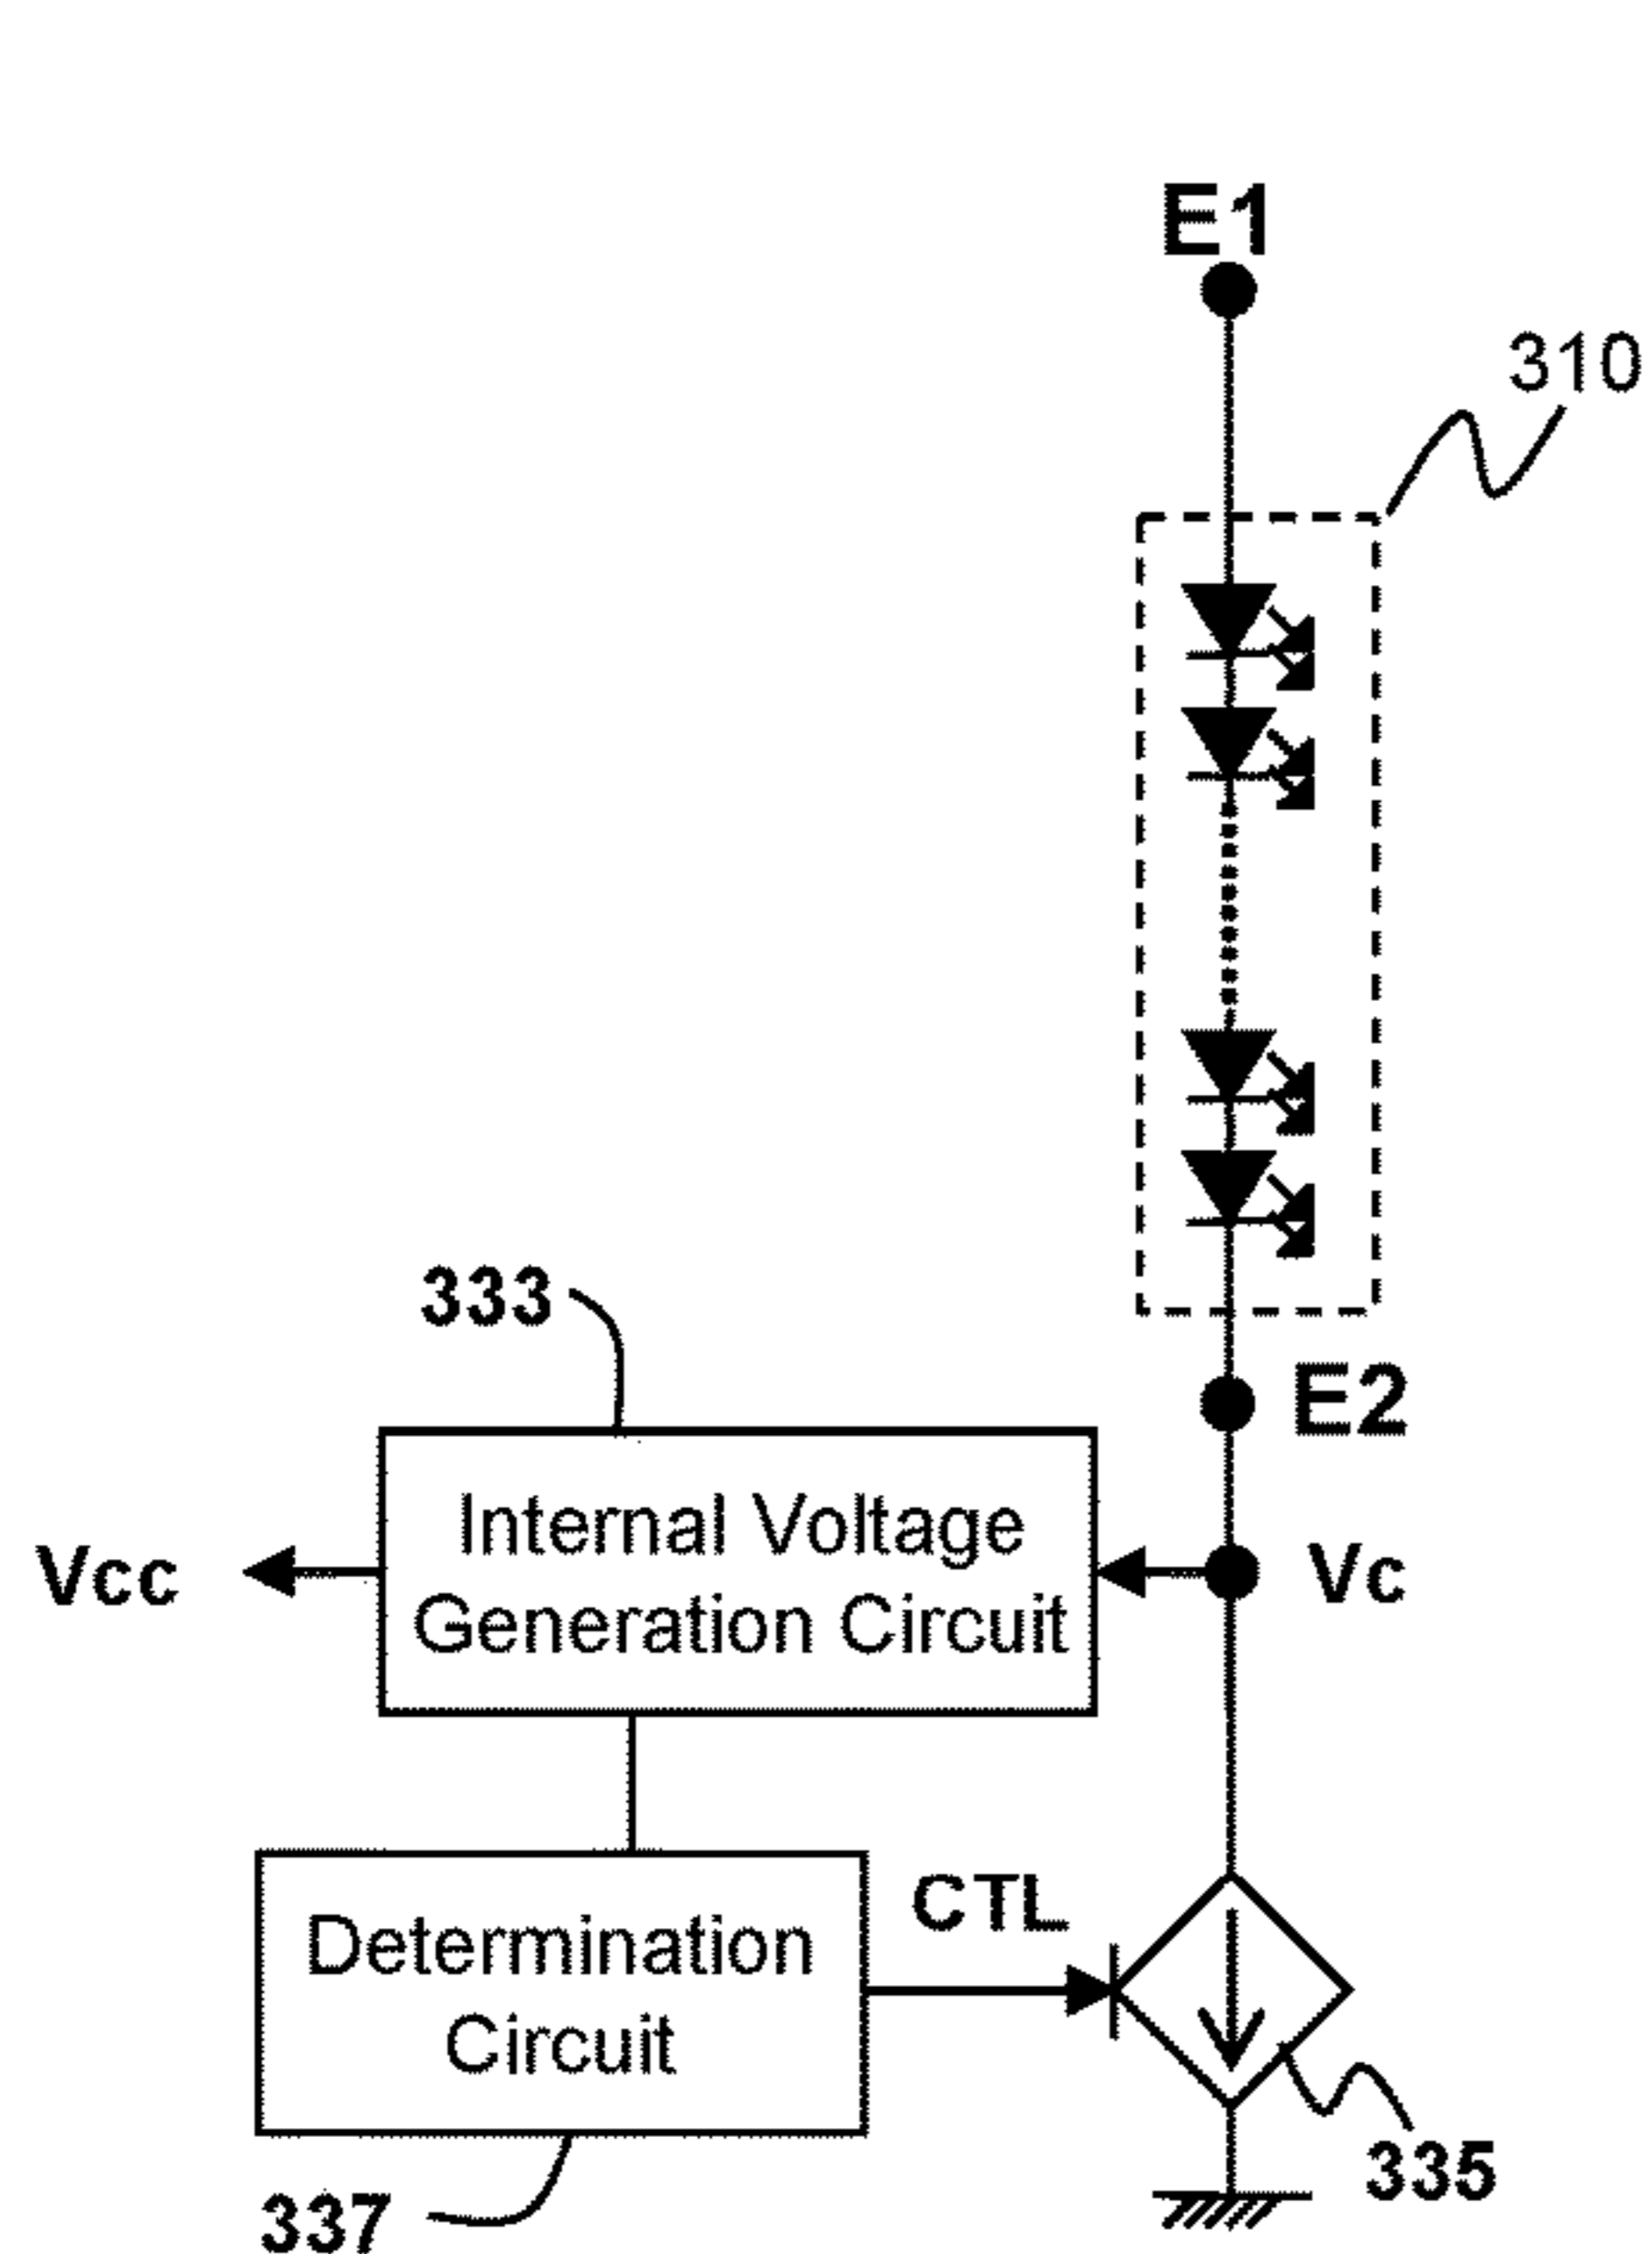 E1
310
333
E2
Internal Voltage
Generation Circuit
Vcc
Vc
CTL
Determination
Circuit
335
337